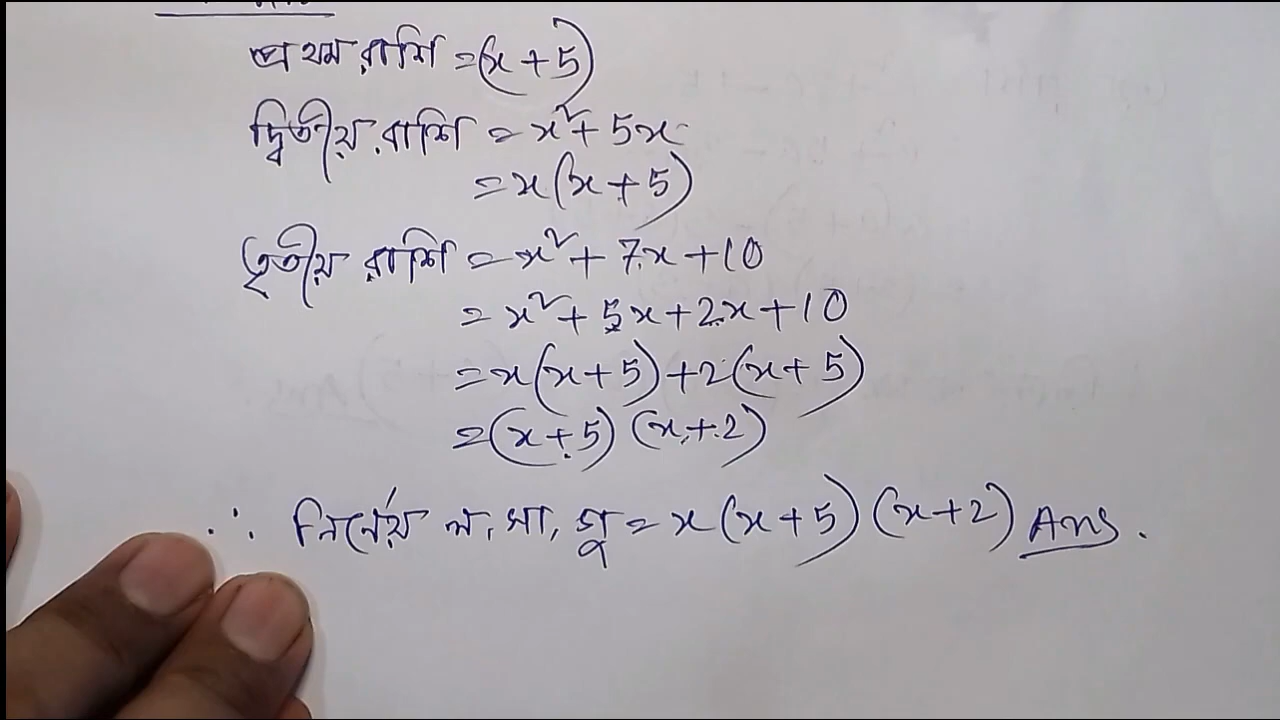 প্রথম রাশি = (x + 5)
দ্বিতীয় রাশি = x² + 5x
= x(x + 5)
তৃতীয় রাশি = x² + 7x + 10
= x² + 5x + 2x + 10
= x(x + 5) + 2(x + 5)
= (x + 5) (x + 2)
∴ নির্ণেয় ল, সা, গু = x(x + 5) (x + 2) Ans.